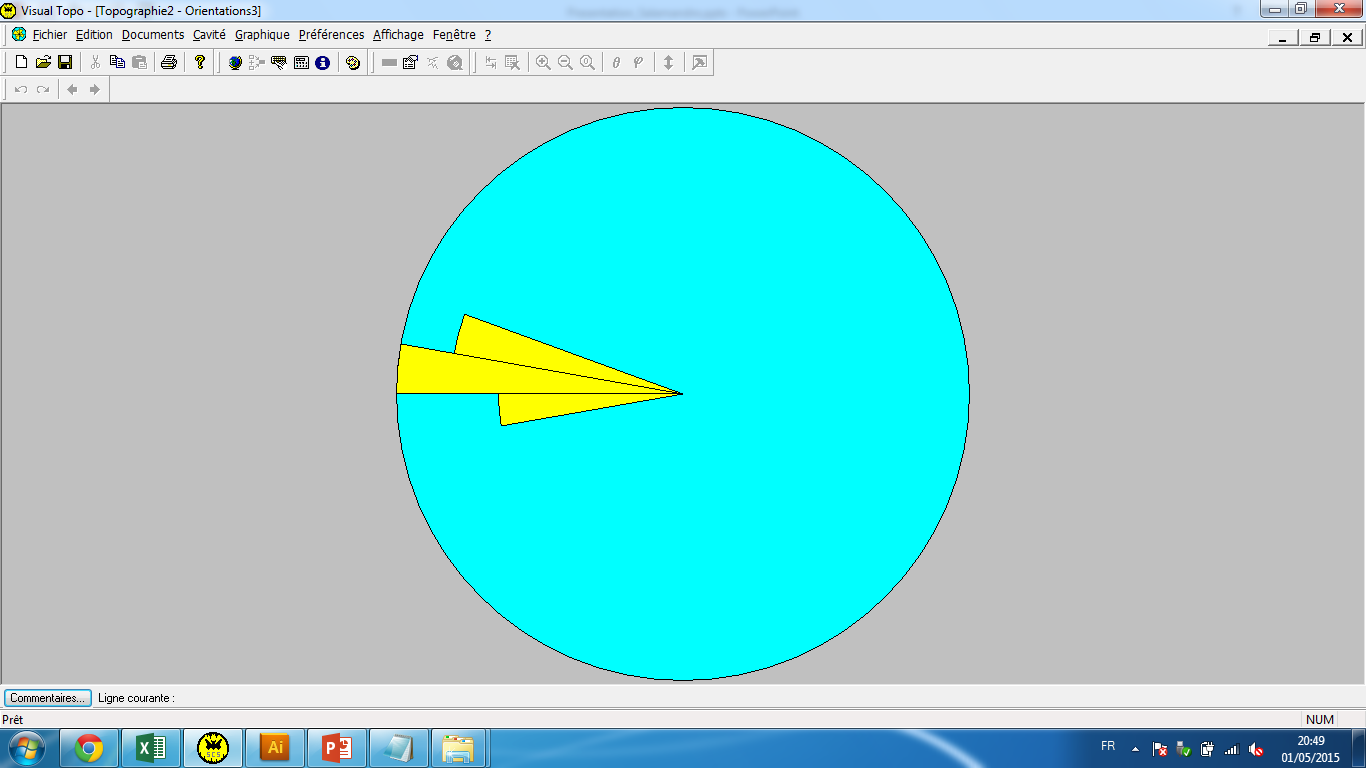 Visual Topo - [Topographie2 - Orientations3]
Fichier Edition Documents Cavité Graphique Préférences Affichage Fenêtre ?
Commentaires... Ligne courante :
Prêt NUM
FR 20:49
01/05/2015